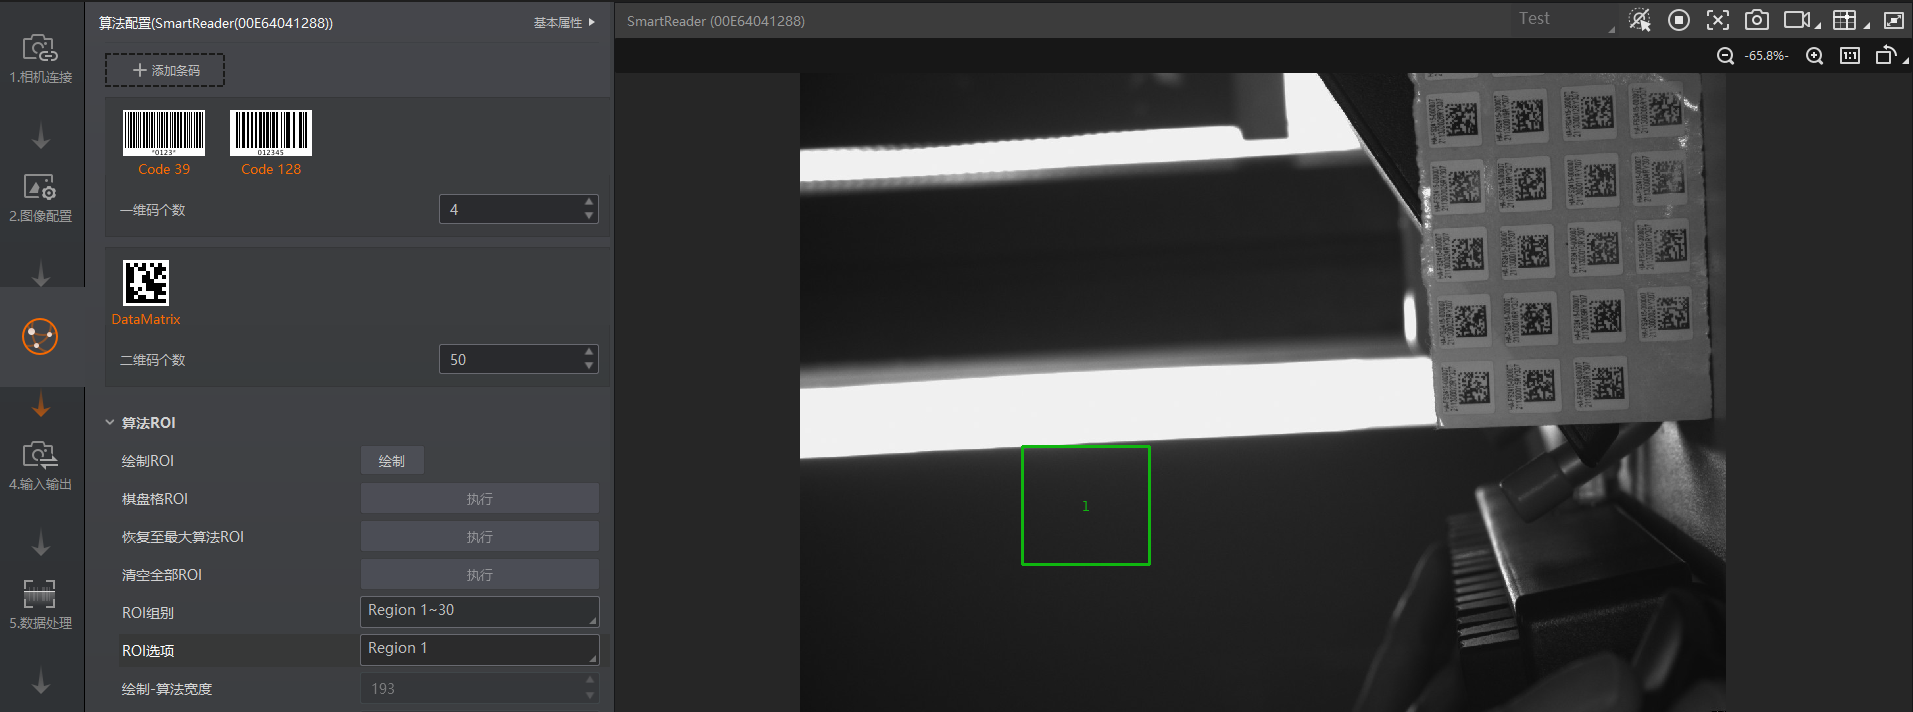 算法配置(SmartReader(00E64041288))
基本属性
SmartReader (00E64041288)
Test
-65.8%-
1:1
添加条码
1.相机连接
*0123*
012345
Code 39
Code 128
一维码个数
4
2.图像配置
DataMatrix
二维码个数
50
算法ROI
绘制ROI
绘制
4.输入输出
棋盘格ROI
执行
恢复至最大算法ROI
执行
清空全部ROI
执行
ROI组别
Region 1~30
5.数据处理
ROI选项
Region 1
绘制-算法宽度
193
1